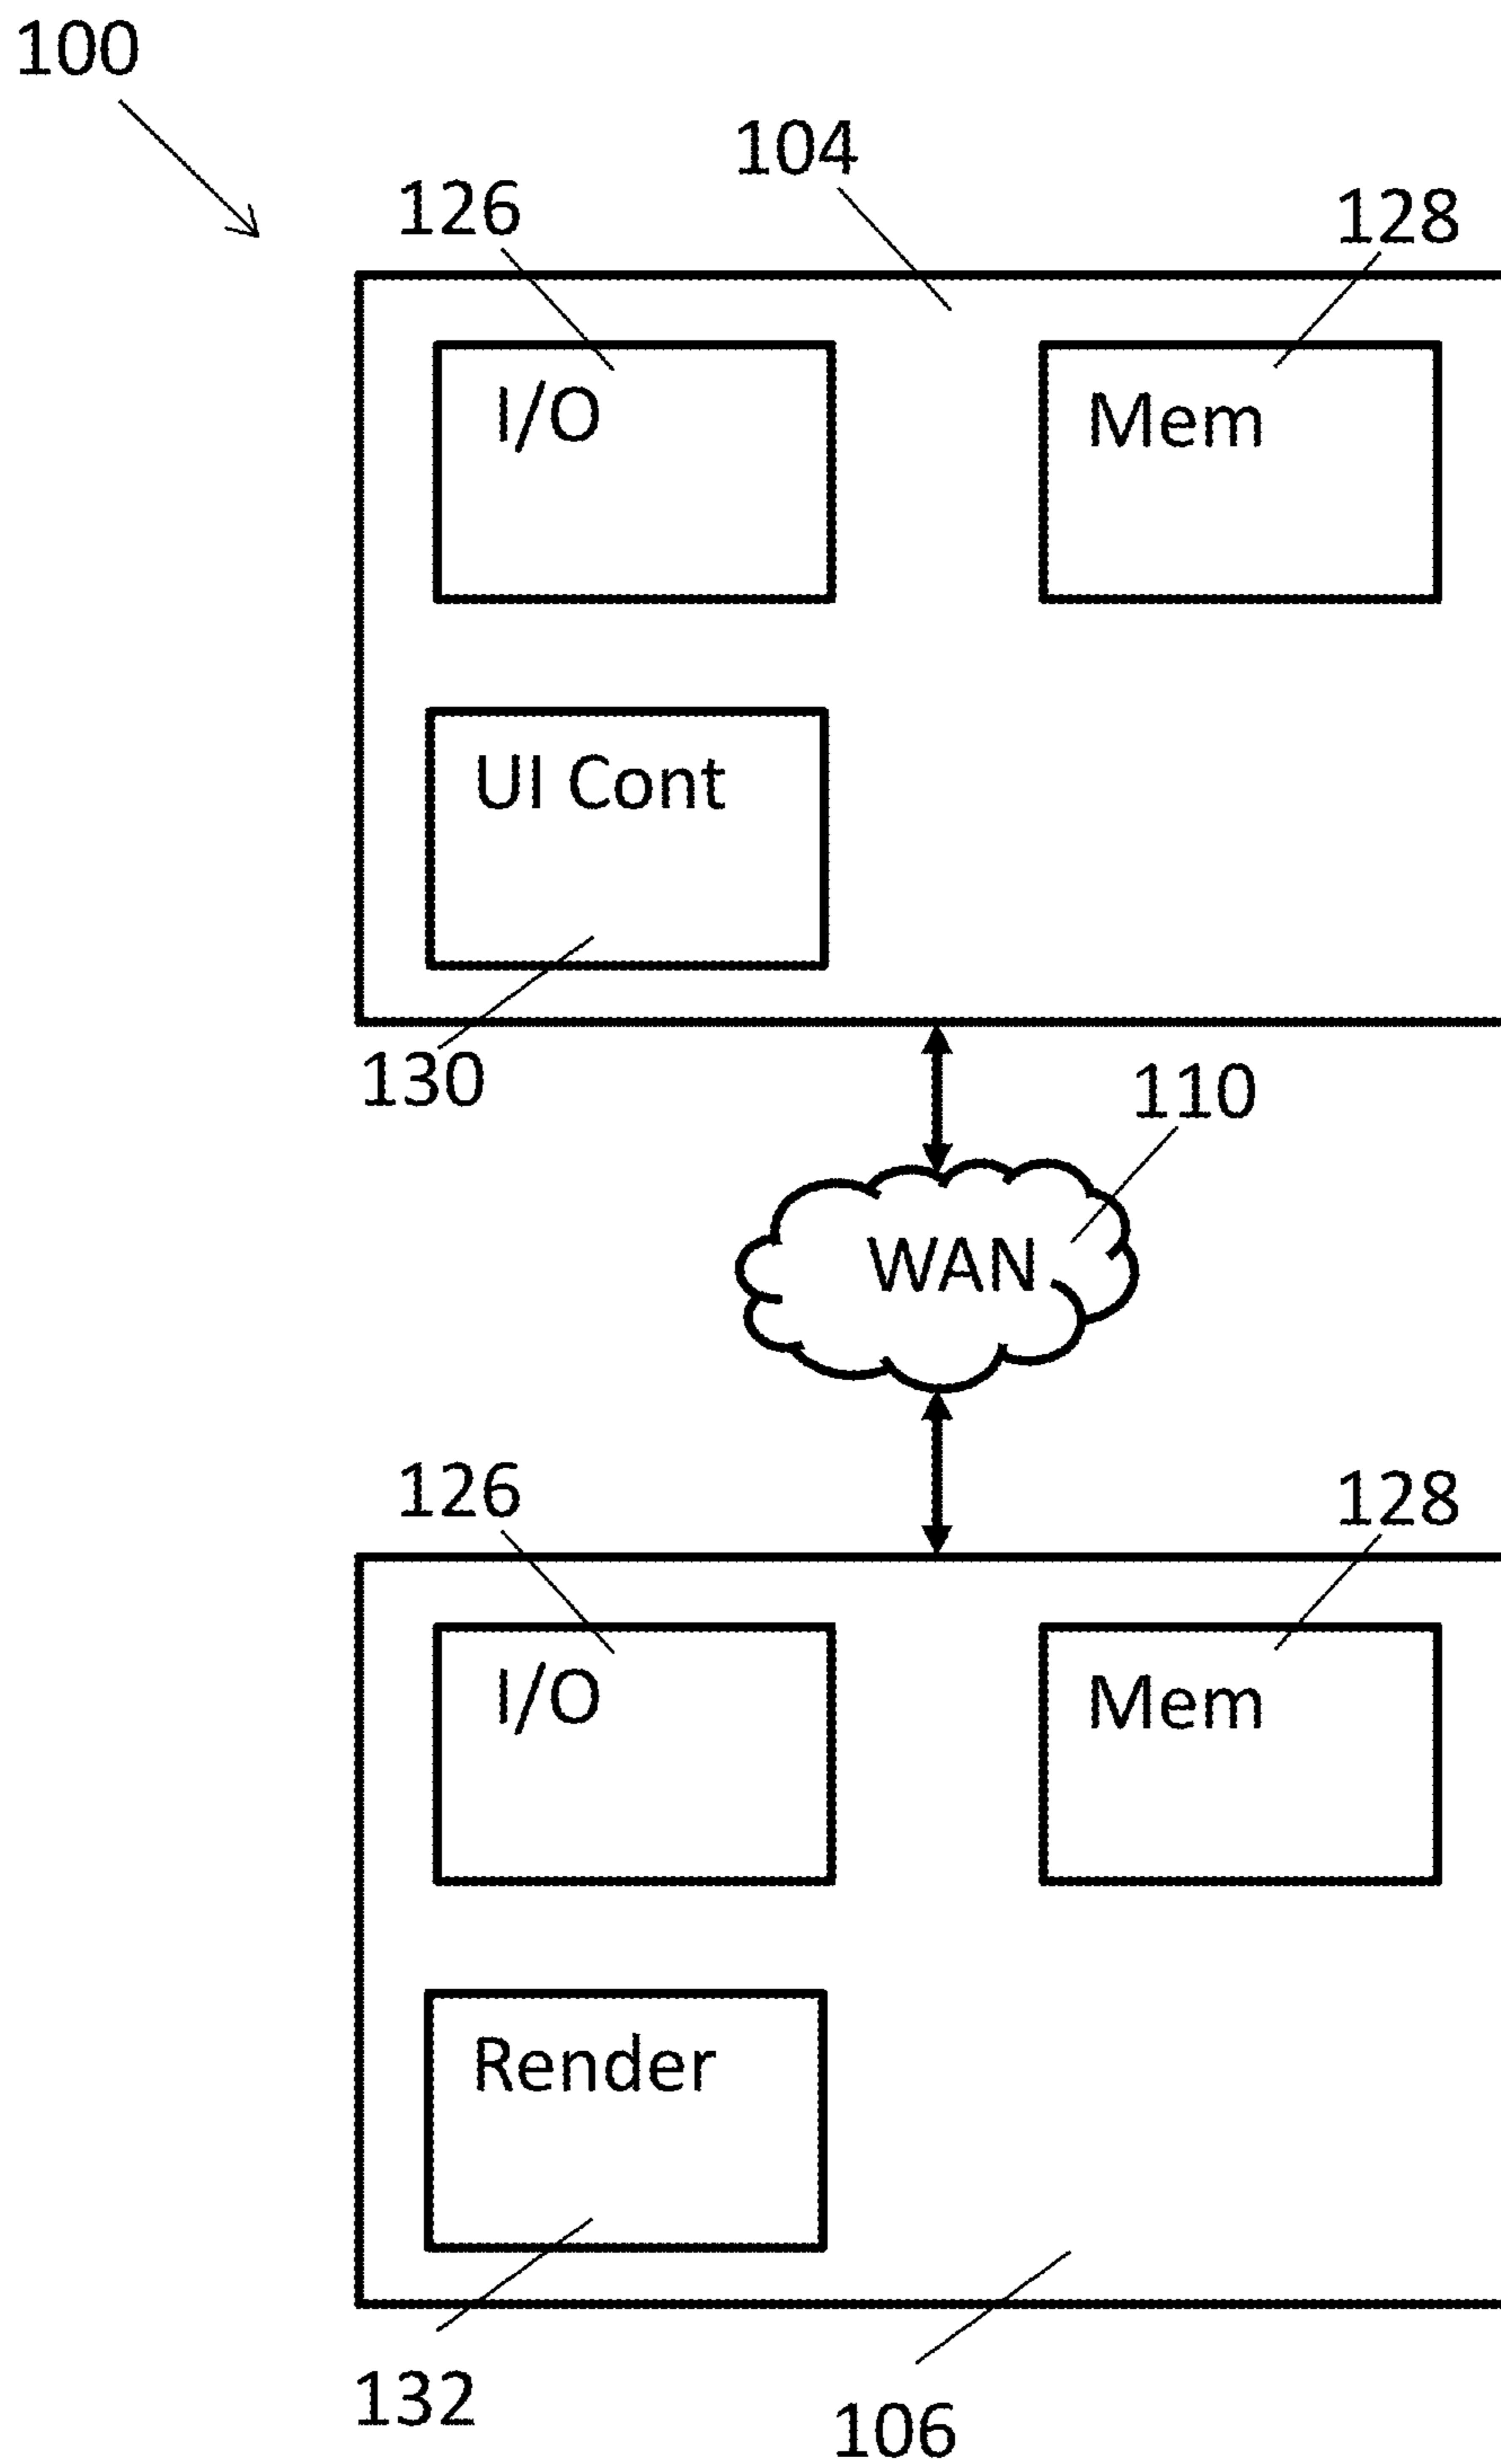 100
104
126
128
I/O
Mem
UI Cont
130
110
WAN
126
128
I/O
Mem
Render
132
106